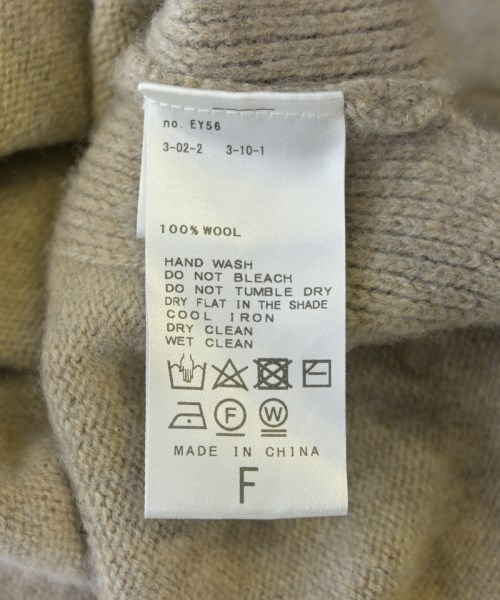 no. EY56
3-02-2 3-10-1
100% WOOL
HAND WASH
DO NOT BLEACH
DO NOT TUMBLE DRY
DRY FLAT IN THE SHADE
COOL IRON
DRY CLEAN
WET CLEAN
F W
MADE IN CHINA
F